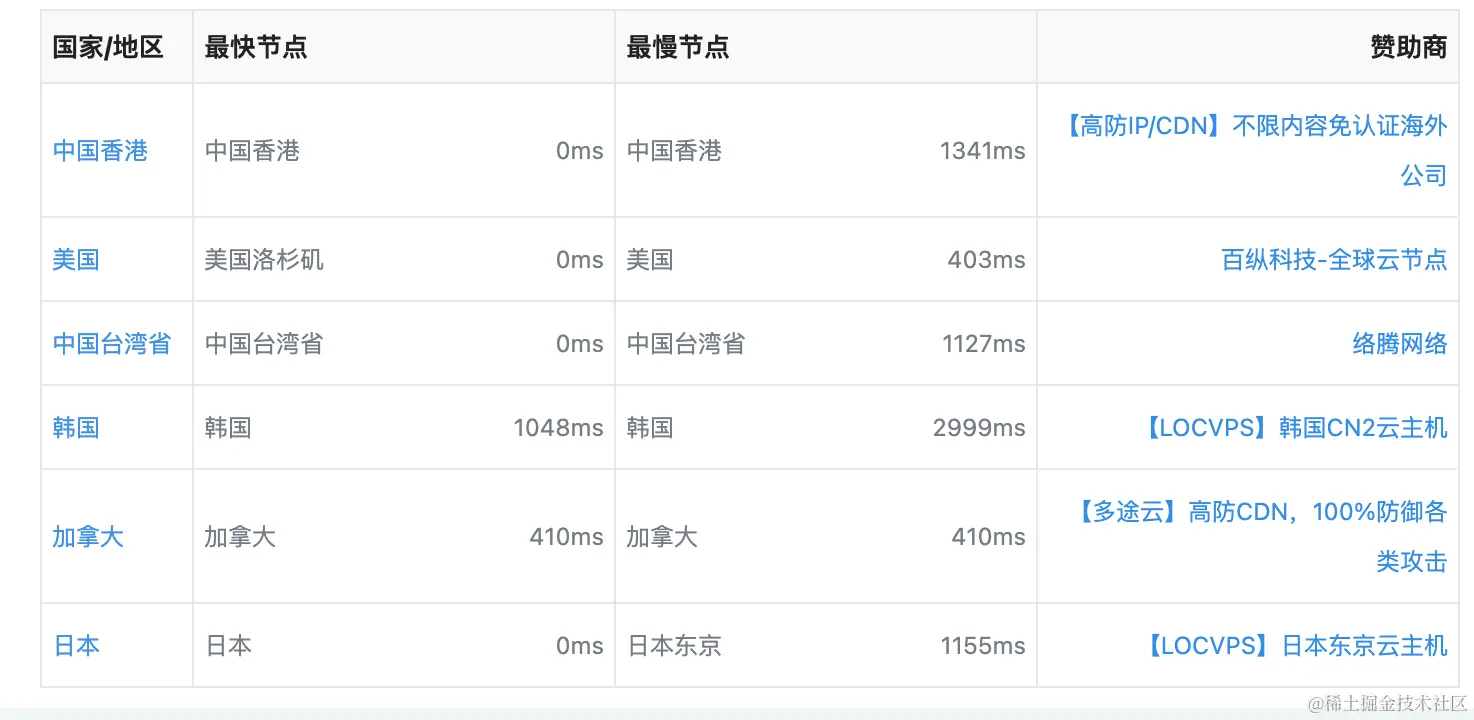 国家/地区 最快节点 最慢节点 赞助商
中国香港 中国香港 0ms 中国香港 1341ms 【高防IP/CDN】不限内容免认证海外
公司
美国 美国洛杉矶 0ms 美国 403ms 百纵科技-全球云节点
中国台湾省 中国台湾省 0ms 中国台湾省 1127ms 络腾网络
韩国 韩国 1048ms 韩国 2999ms 【LOCVPS】韩国CN2云主机
加拿大 加拿大 410ms 加拿大 410ms 【多途云】高防CDN，100%防御各
类攻击
日本 日本 0ms 日本东京 1155ms 【LOCVPS】日本东京云主机
@稀土掘金技术社区